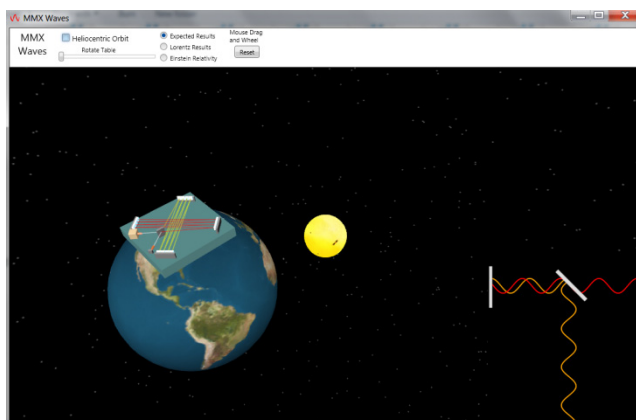 MMX Waves
MMX
Waves
Heliocentric Orbit
Rotate Table
Expected Results
Lorentz Results
Einstein Relativity
Mouse Drag
and Wheel
Reset